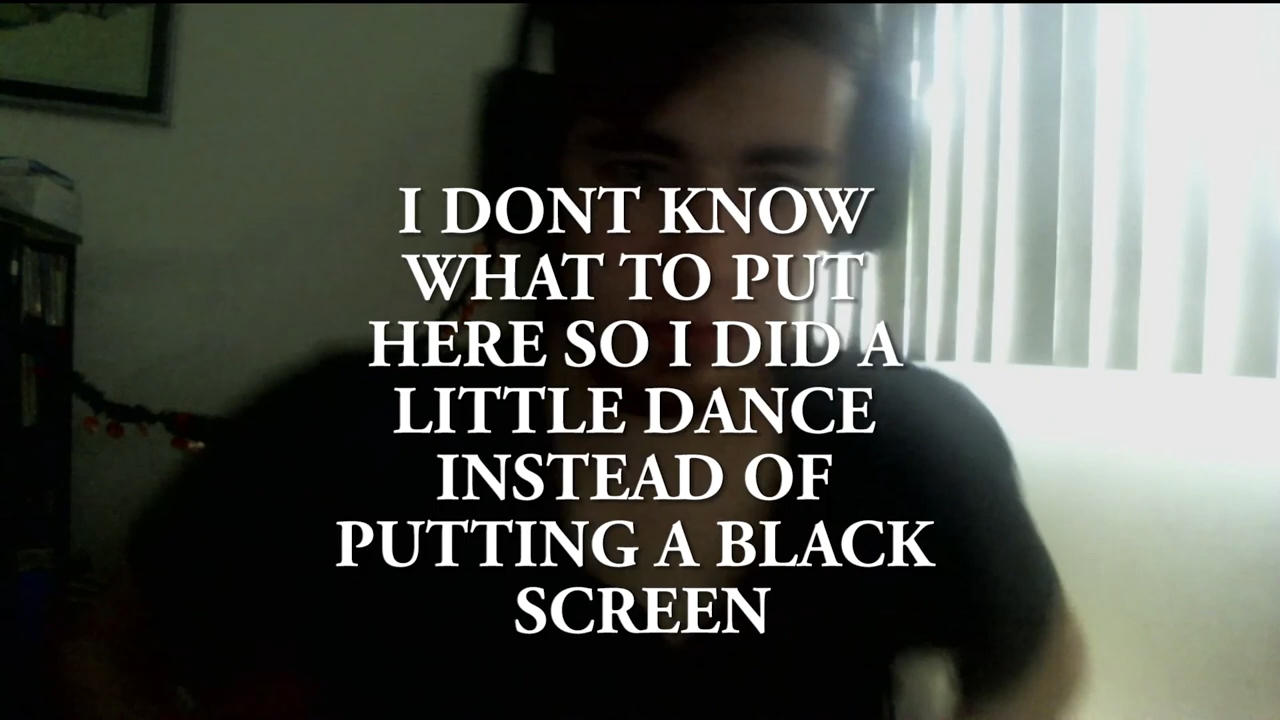 I DONT KNOW
WHAT TO PUT
HERE SO I DID A
LITTLE DANCE
INSTEAD OF
PUTTING A BLACK
SCREEN